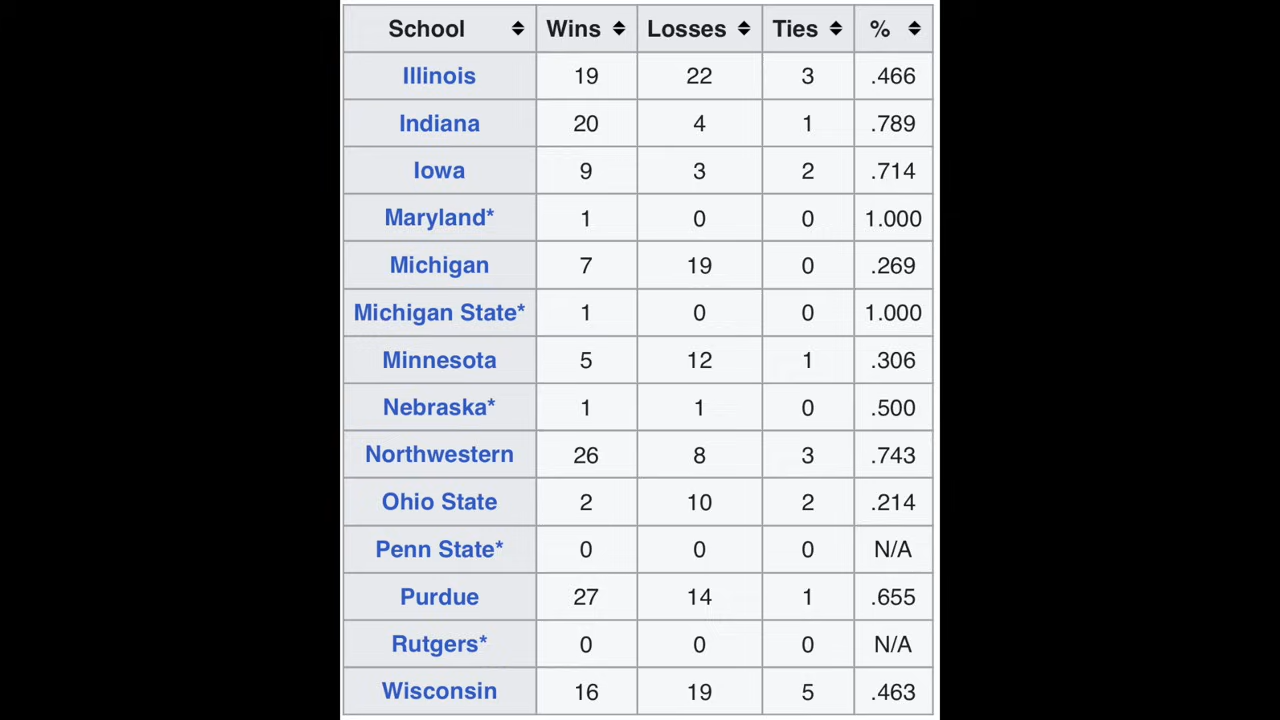 School Wins Losses Ties %
Illinois 19 22 3 .466
Indiana 20 4 1 .789
Iowa 9 3 2 .714
Maryland* 1 0 0 1.000
Michigan 7 19 0 .269
Michigan State* 1 0 0 1.000
Minnesota 5 12 1 .306
Nebraska* 1 1 0 .500
Northwestern 26 8 3 .743
Ohio State 2 10 2 .214
Penn State* 0 0 0 N/A
Purdue 27 14 1 .655
Rutgers* 0 0 0 N/A
Wisconsin 16 19 5 .463